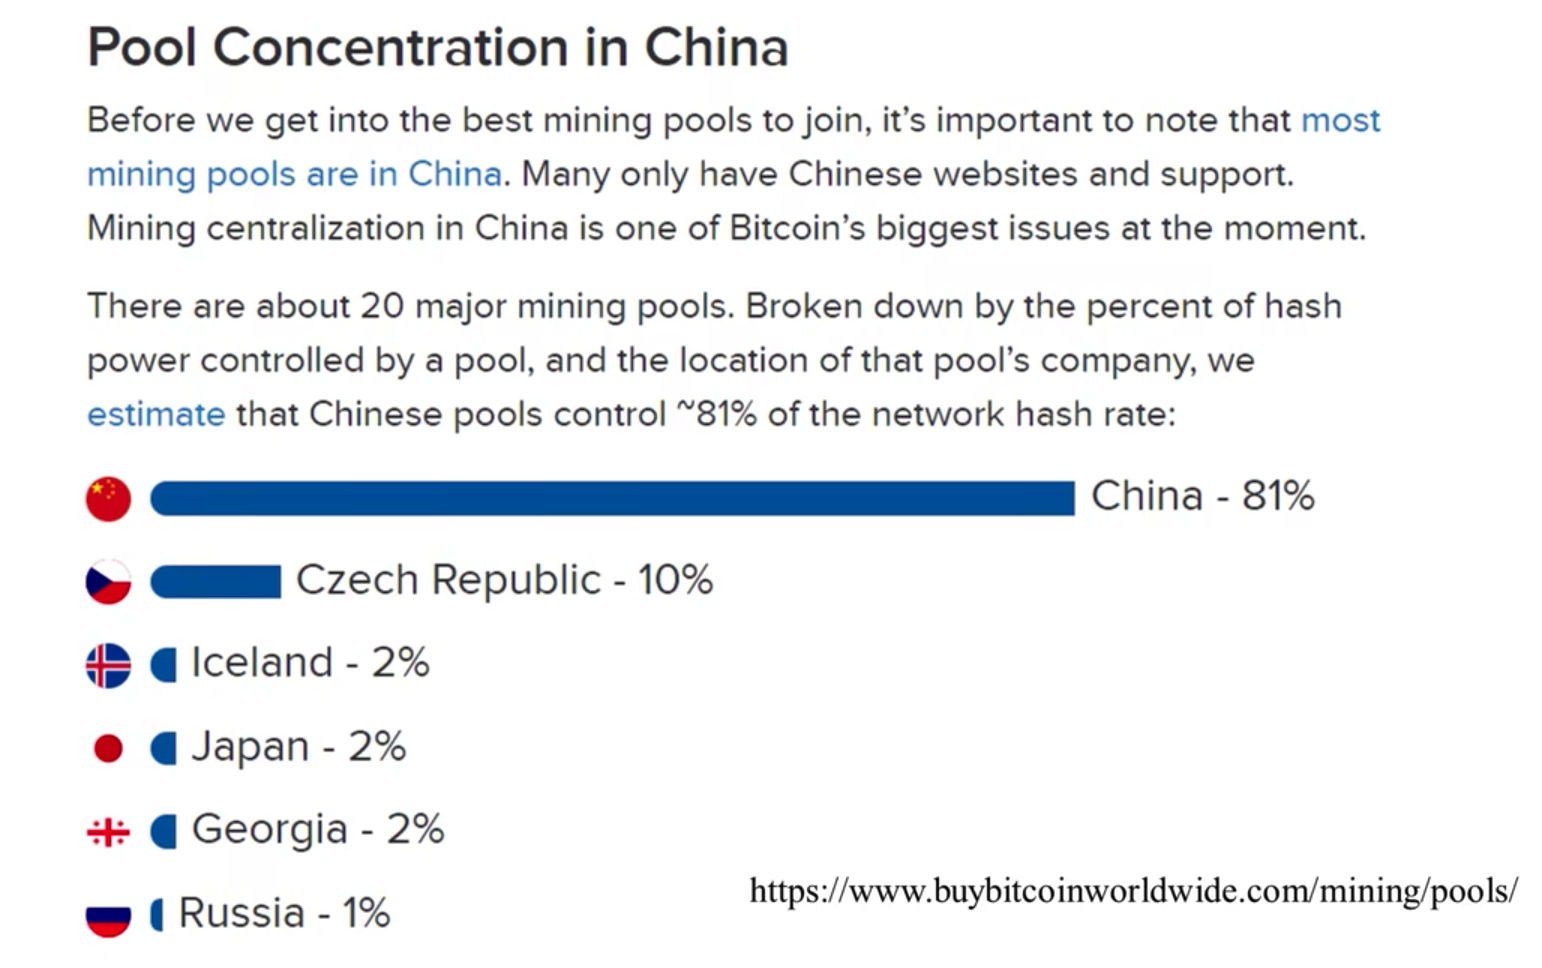 Pool Concentration in China
Before we get into the best mining pools to join, it’s important to note that most
mining pools are in China. Many only have Chinese websites and support.
Mining centralization in China is one of Bitcoin’s biggest issues at the moment.
There are about 20 major mining pools. Broken down by the percent of hash
power controlled by a pool, and the location of that pool’s company, we
estimate that Chinese pools control ~81% of the network hash rate:
China - 81%
Czech Republic - 10%
Iceland - 2%
Japan - 2%
Georgia - 2%
Russia - 1%
https://www.buybitcoinworldwide.com/mining/pools/